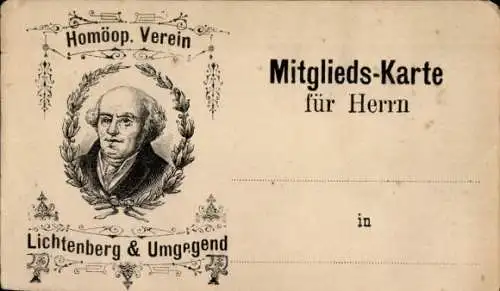 Homöop. Verein
Lichtenberg & Umgegend
Mitglieds-Karte
für Herrn
in